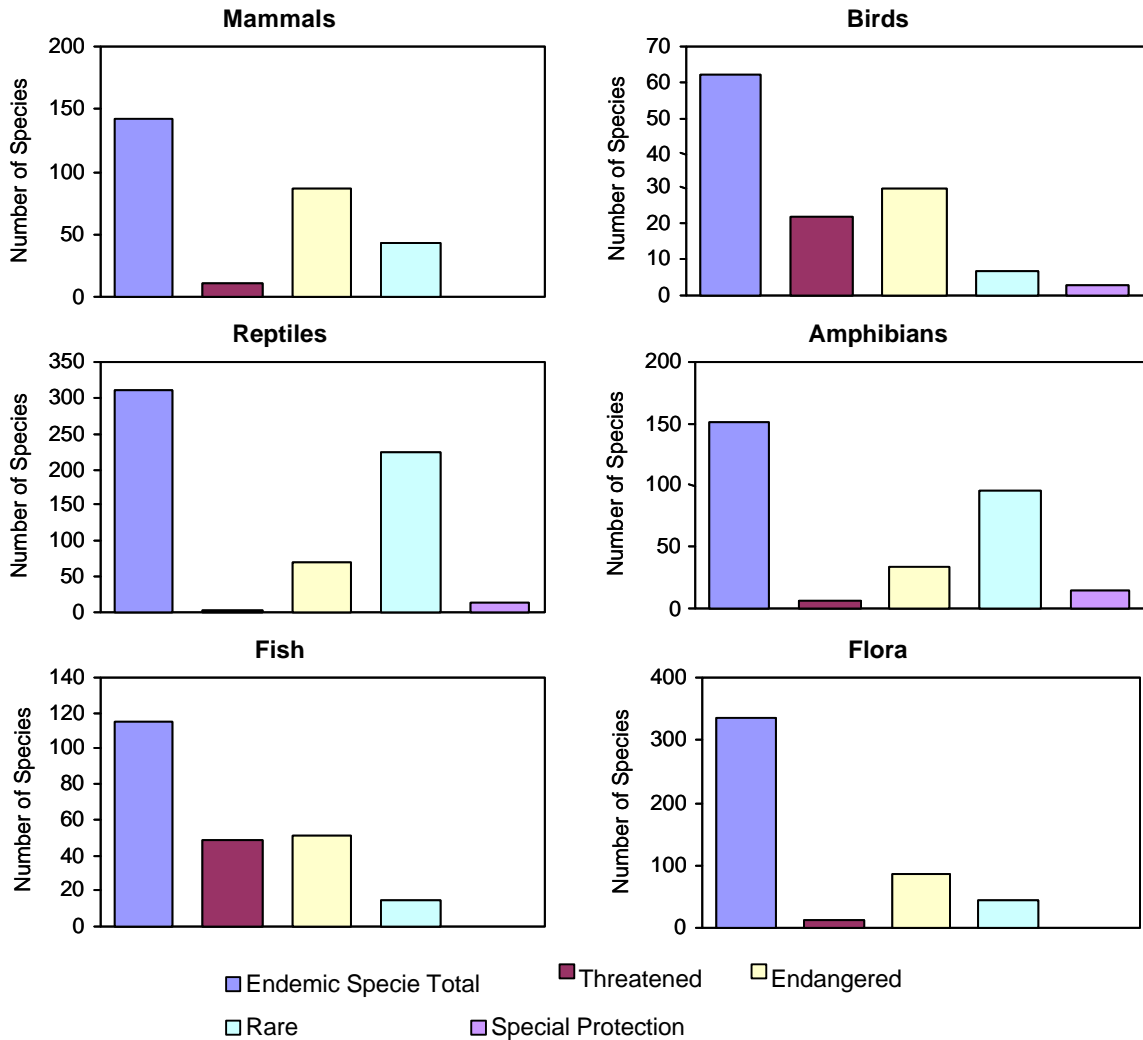 Mammals
200
150
100
50
0
Number of Species
Birds
70
60
50
40
30
20
10
0
Number of Species
Reptiles
350
300
250
200
150
100
50
0
Number of Species
Amphibians
200
150
100
50
0
Number of Species
Fish
140
120
100
80
60
40
20
0
Number of Species
Flora
400
300
200
100
0
Number of Species
Endemic Specie Total
Threatened
Endangered
Rare
Special Protection